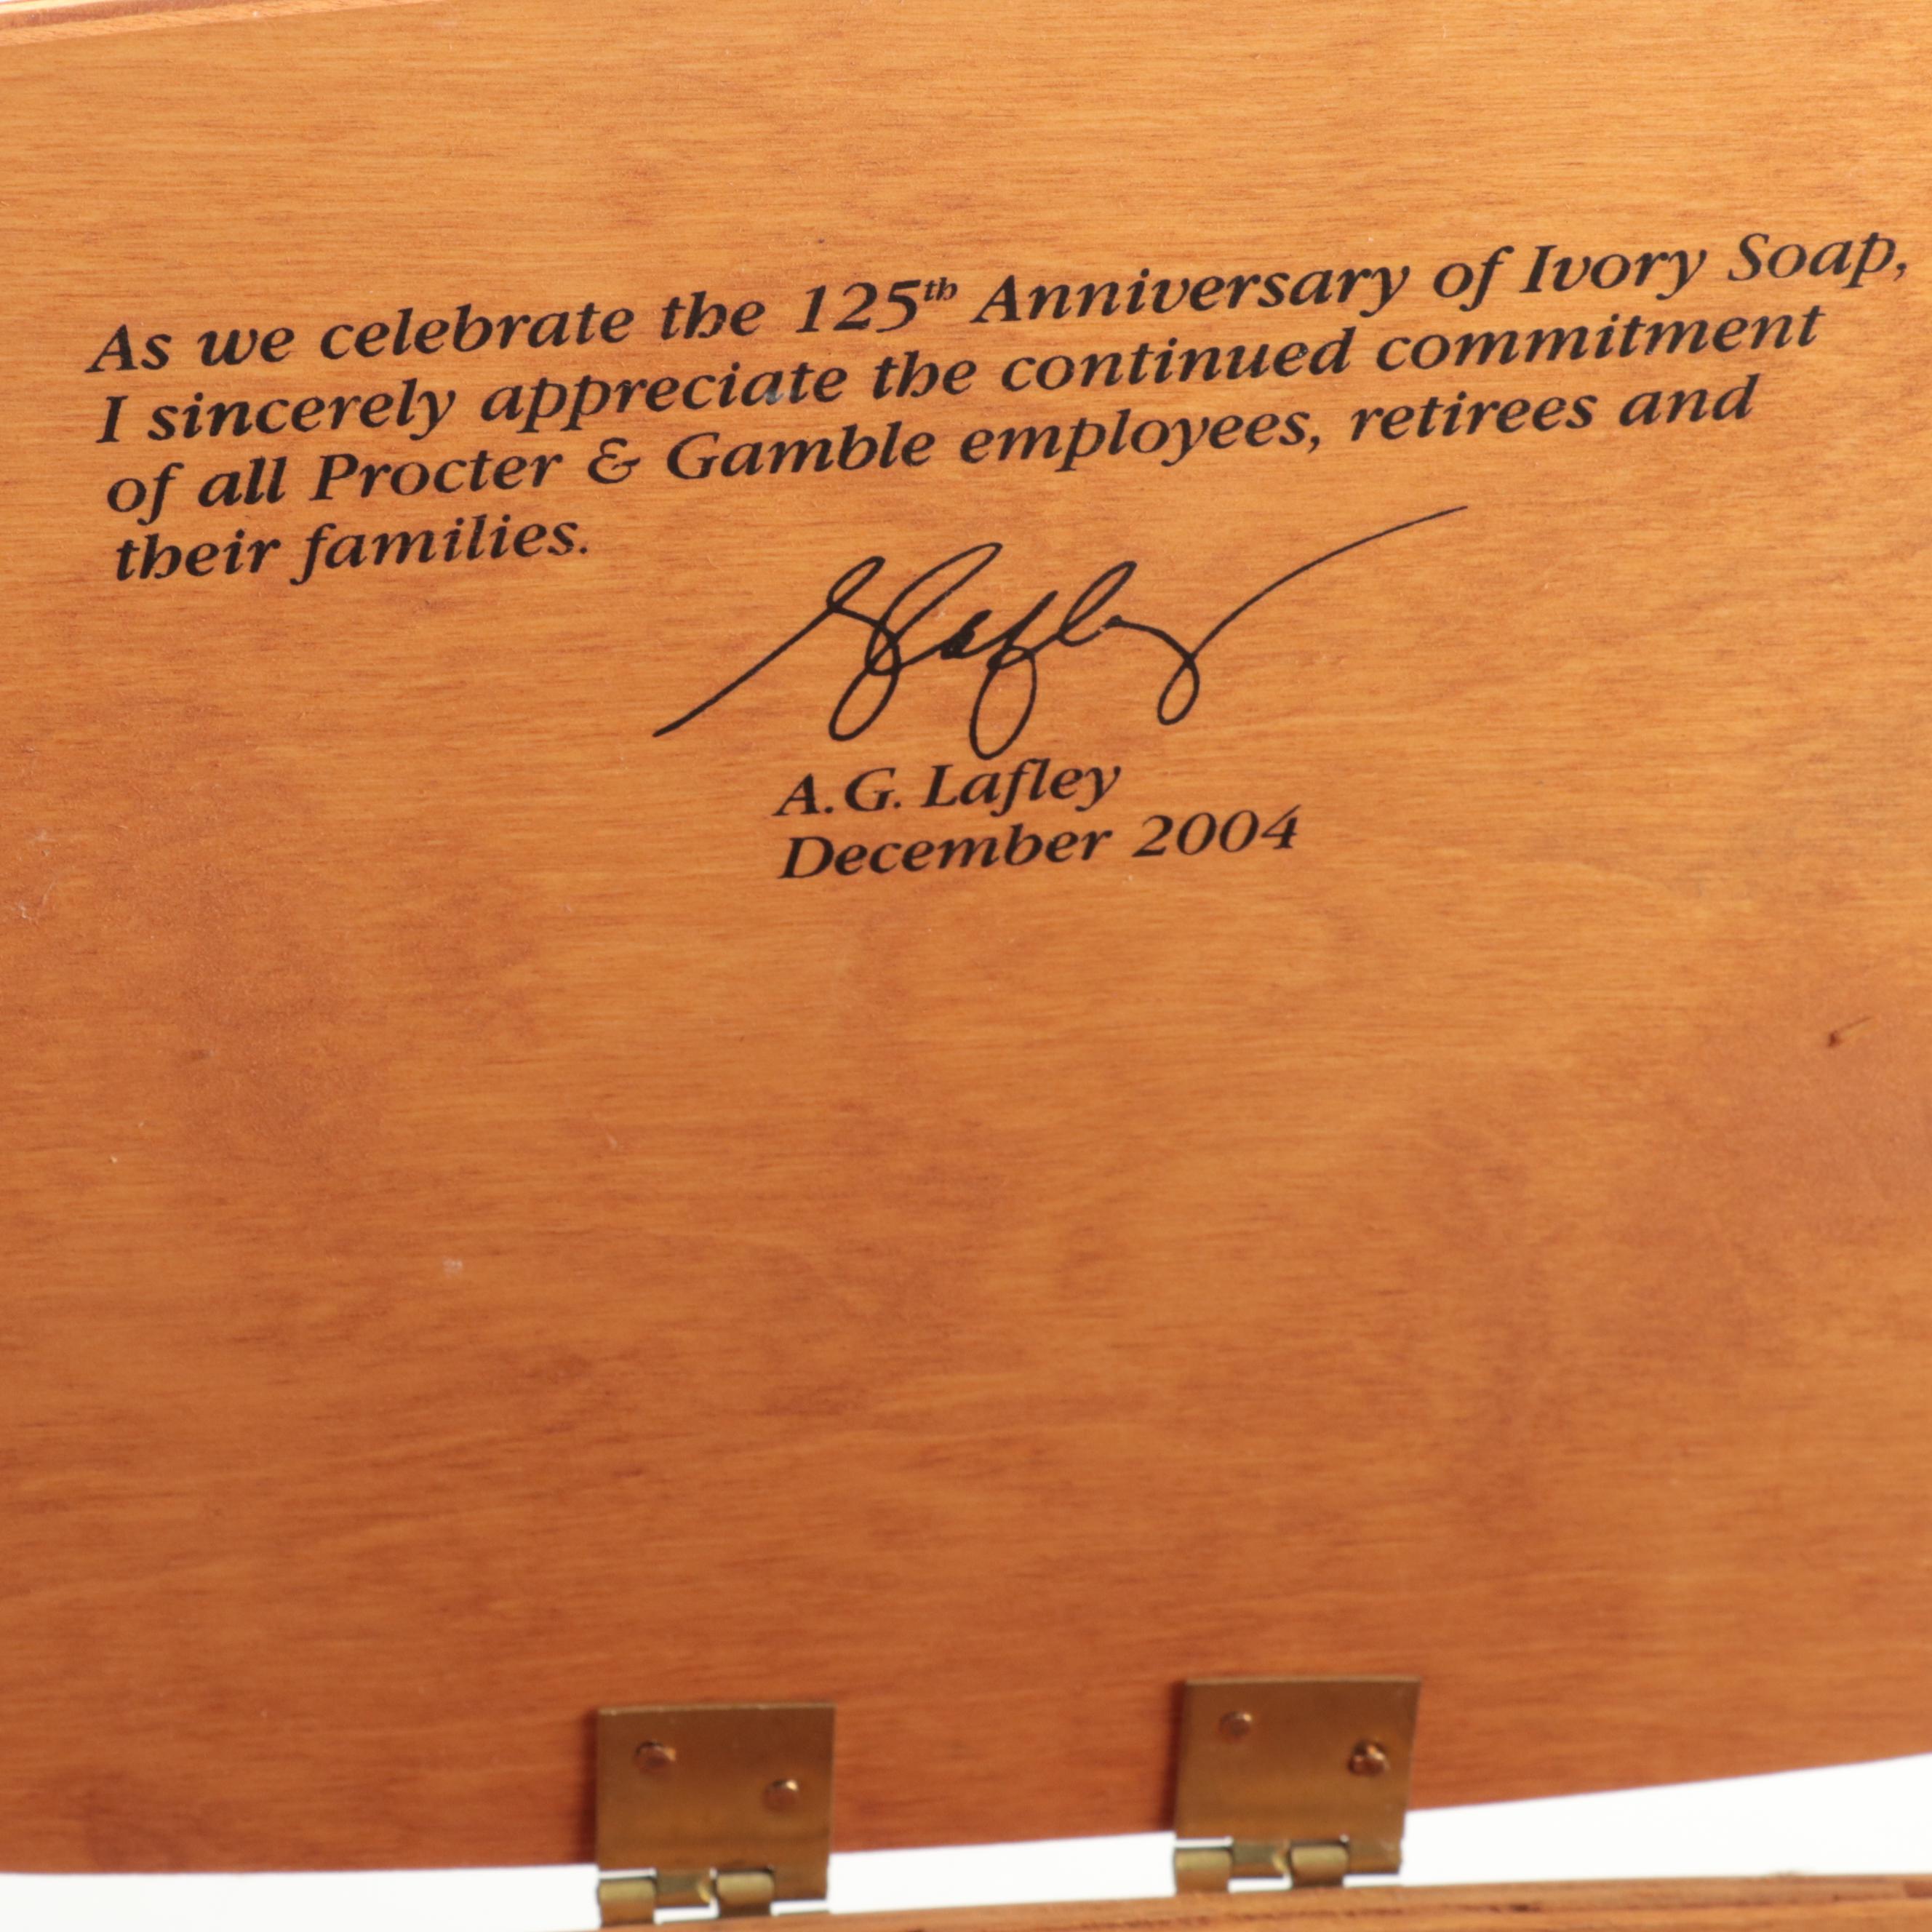 As we celebrate the 125th Anniversary of Ivory Soap,
I sincerely appreciate the continued commitment
of all Procter & Gamble employees, retirees and
their families.
A.G. Lafley
December 2004